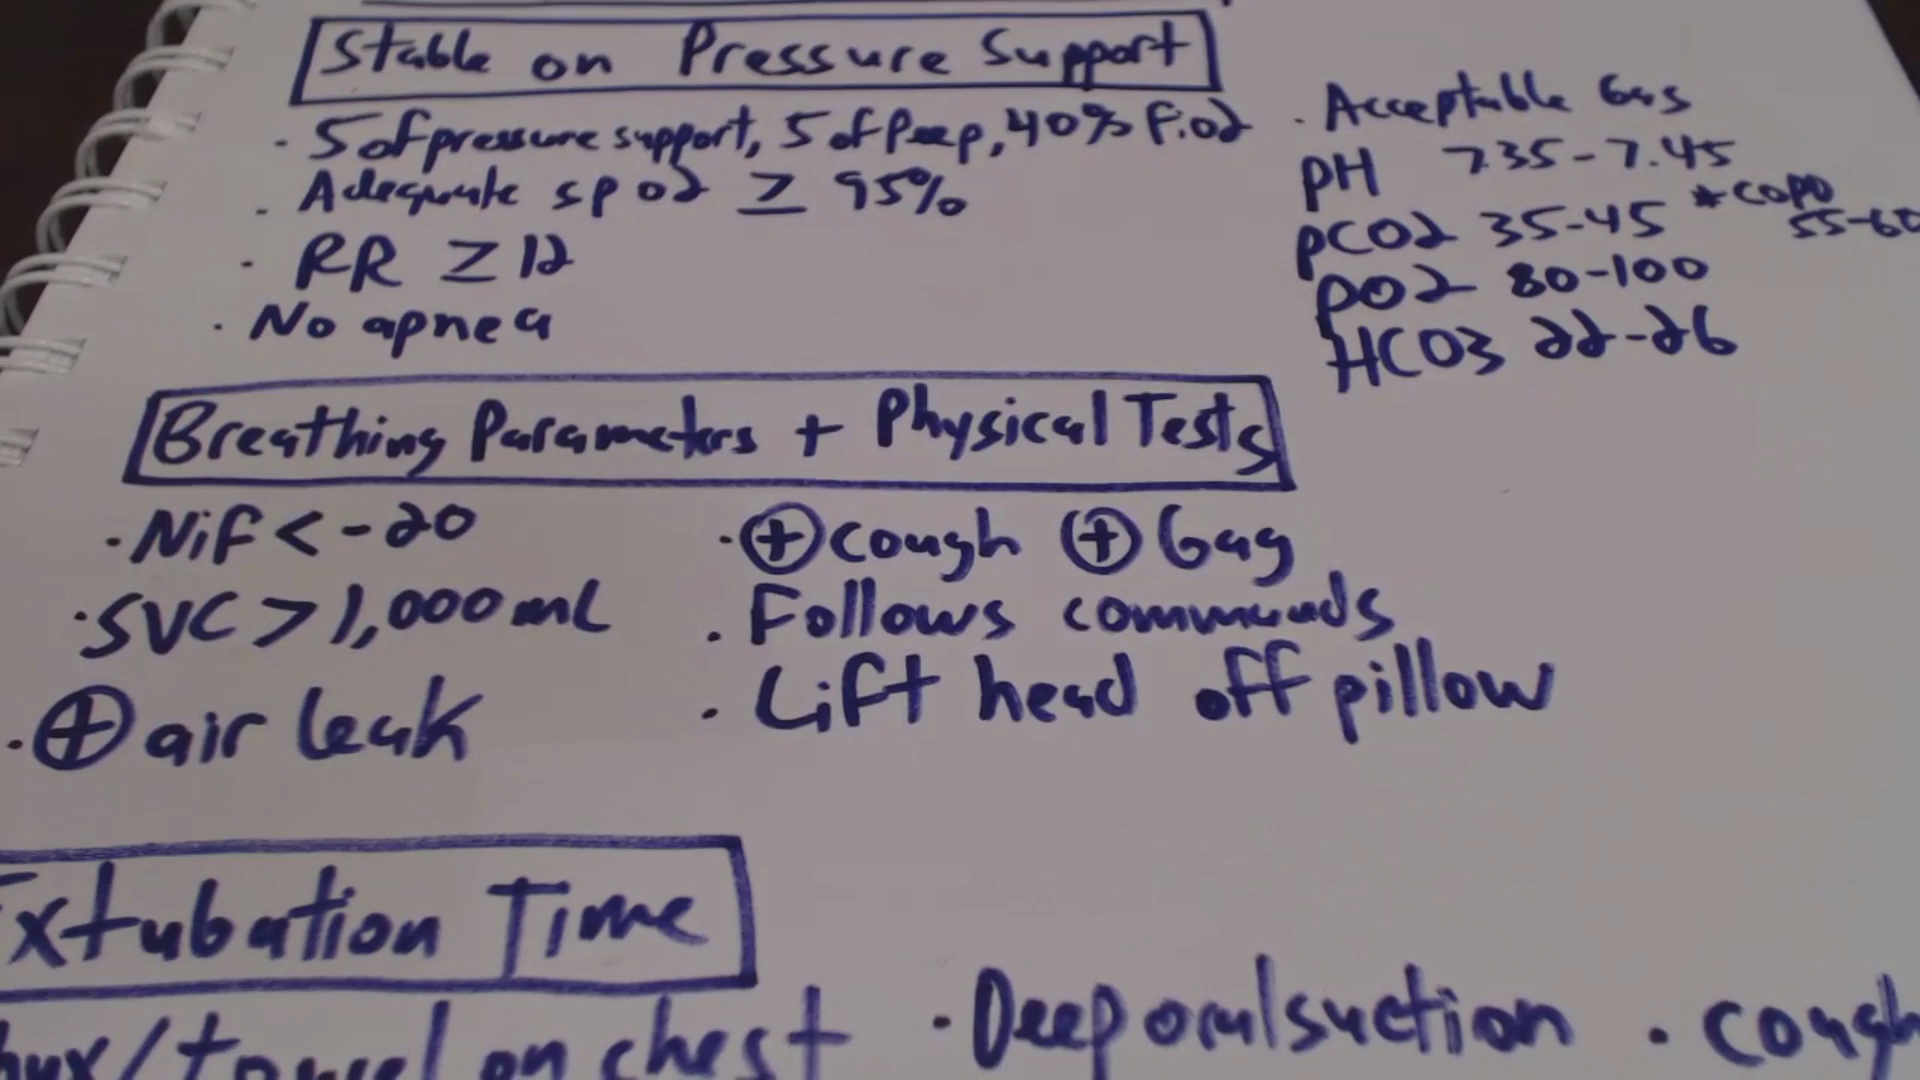 Stable on Pressure Support
· 5 of pressure support, 5 of Peep, 40% Fio2
· Adequate spo2 ≥ 95%
· RR ≥ 12
· No apnea
· Acceptable Gas
pH 7.35-7.45
pCO2 35-45 *COPD
55-60
pO2 80-100
HCO3 22-26
Breathing Parameters + Physical Tests
· Nif < -20
· SVC > 1,000 mL
· ⊕ air leak
· ⊕ cough ⊕ Gag
· Follows commands
· Lift head off pillow
Extubation Time
/towel on chest · Deep oral suction · cough